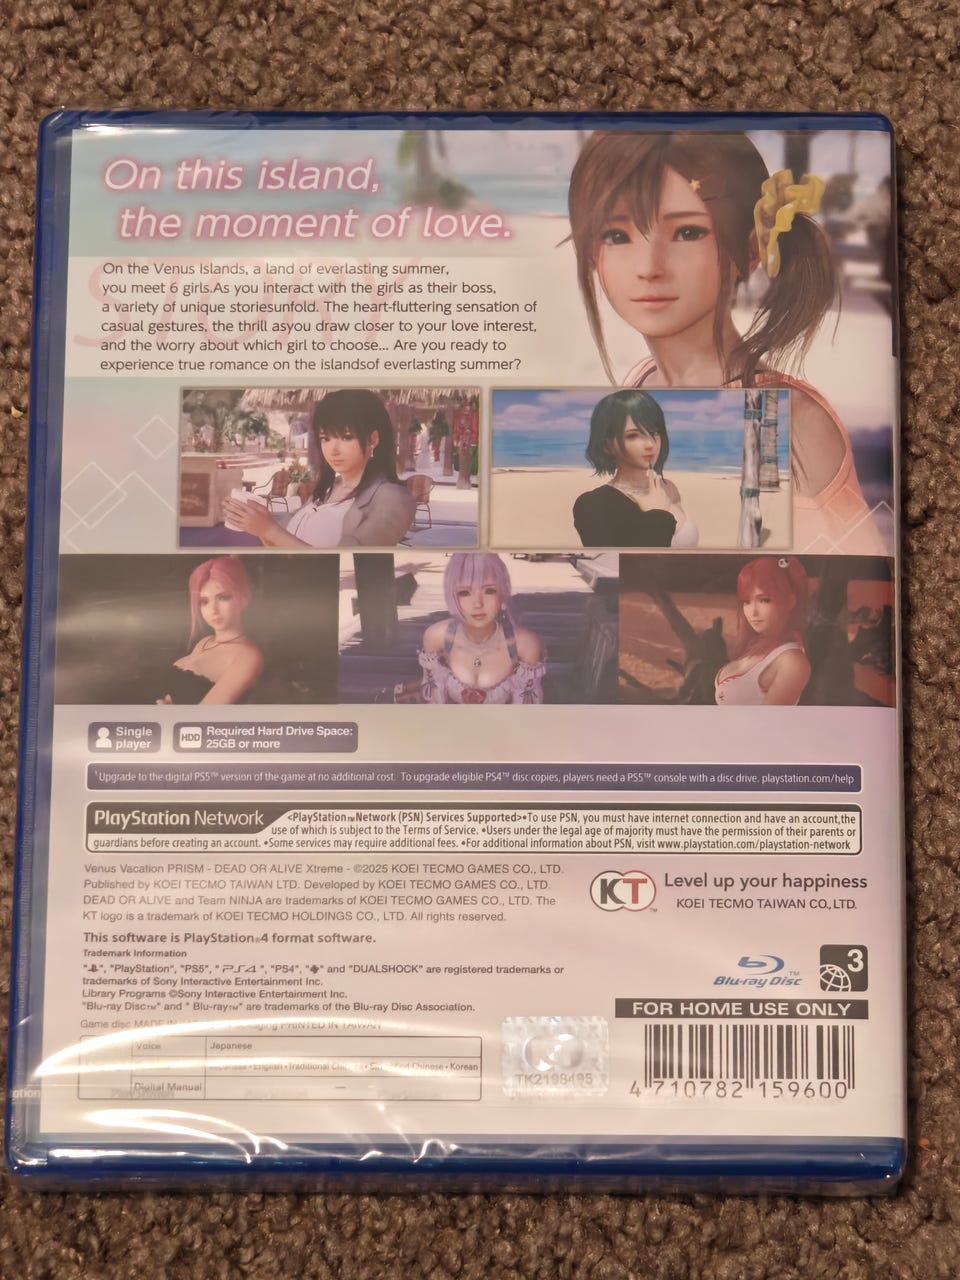 On this island,
the moment of love.
STORY
On the Venus Islands, a land of everlasting summer,
you meet 6 girls.As you interact with the girls as their boss,
a variety of unique storiesunfold. The heart-fluttering sensation of
casual gestures, the thrill asyou draw closer to your love interest,
and the worry about which girl to choose... Are you ready to
experience true romance on the islandsof everlasting summer?
Single
player
HDD Required Hard Drive Space:
25GB or more
¹Upgrade to the digital PS5™ version of the game at no additional cost. To upgrade eligible PS4™ disc copies, players need a PS5™ console with a disc drive. playstation.com/help
PlayStation Network <PlayStation™Network (PSN) Services Supported>•To use PSN, you must have internet connection and have an account,the
use of which is subject to the Terms of Service. •Users under the legal age of majority must have the permission of their parents or
guardians before creating an account. •Some services may require additional fees. •For additional information about PSN, visit www.playstation.com/playstation-network
Venus Vacation PRISM - DEAD OR ALIVE Xtreme - ©2025 KOEI TECMO GAMES CO., LTD.
Published by KOEI TECMO TAIWAN LTD. Developed by KOEI TECMO GAMES CO., LTD.
DEAD OR ALIVE and Team NINJA are trademarks of KOEI TECMO GAMES CO., LTD. The
KT logo is a trademark of KOEI TECMO HOLDINGS CO., LTD. All rights reserved.
KT™ Level up your happiness
KOEI TECMO TAIWAN CO.,LTD.
This software is PlayStation®4 format software.
Trademark Information
"", "PlayStation", "PS5", "PS4", "PS4", "" and "DUALSHOCK" are registered trademarks or
trademarks of Sony Interactive Entertainment Inc.
Library Programs ©Sony Interactive Entertainment Inc.
"Blu-ray Disc™" and " Blu-ray™" are trademarks of the Blu-ray Disc Association.
Blu-ray Disc™
3
FOR HOME USE ONLY
Game disc MADE IN PRINTED IN TAIWAN
Voice Japanese
English • Traditional Chinese • Korean
Digital Manual —
TK2198495
4 710782 159600